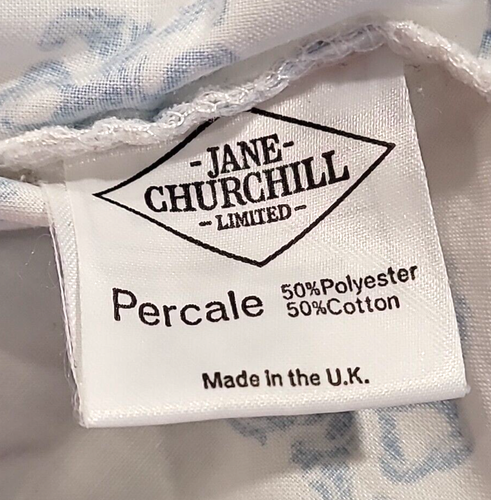 -JANE-
CHURCHILL
-LIMITED-
Percale 50%Polyester
50%Cotton
Made in the U.K.